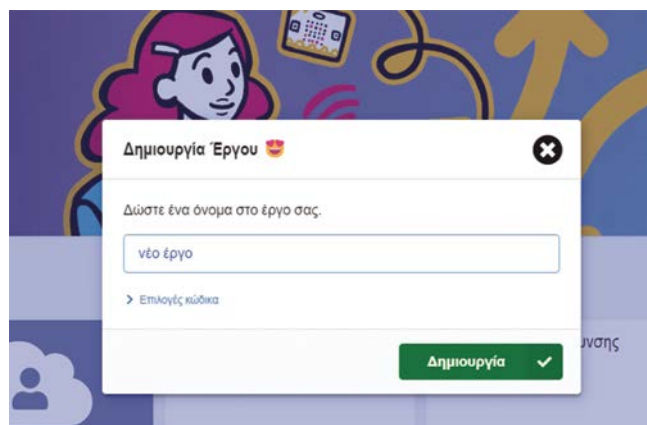 Δημιουργία Έργου 😍
Δώστε ένα όνομα στο έργο σας.
νέο έργο
Επιλογές κώδικα
Δημιουργία
υνσης